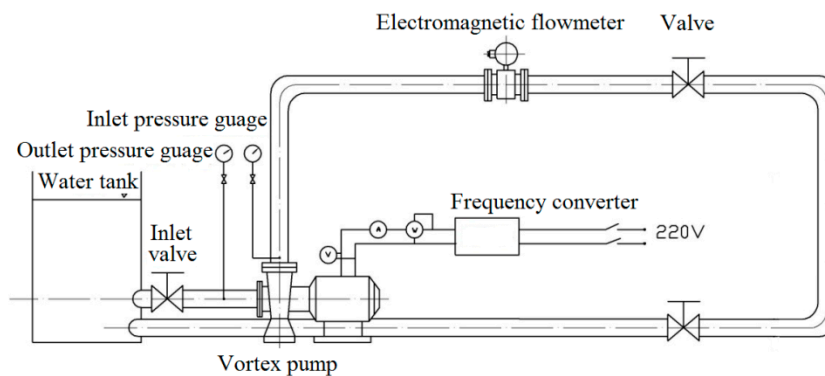 Electromagnetic flowmeter
Valve
Inlet pressure guage
Outlet pressure guage
Water tank
Inlet
valve
Frequency converter
A
W
V
220V
Vortex pump